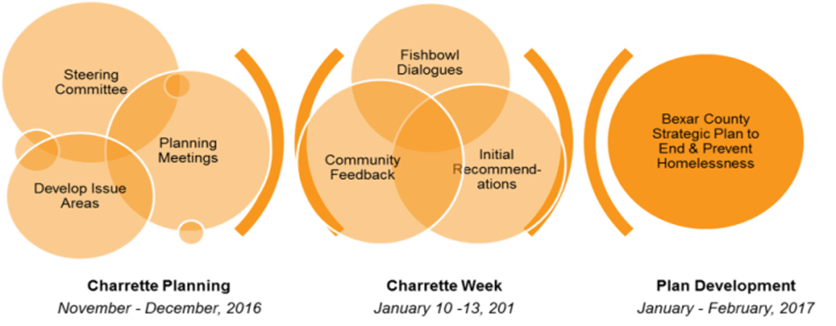 Steering
Committee
Planning
Meetings
Develop Issue
Areas
Fishbowl
Dialogues
Community
Feedback
Initial
Recommend-
ations
Bexar County
Strategic Plan to
End & Prevent
Homelessness
Charrette Planning
November - December, 2016
Charrette Week
January 10 -13, 201
Plan Development
January - February, 2017